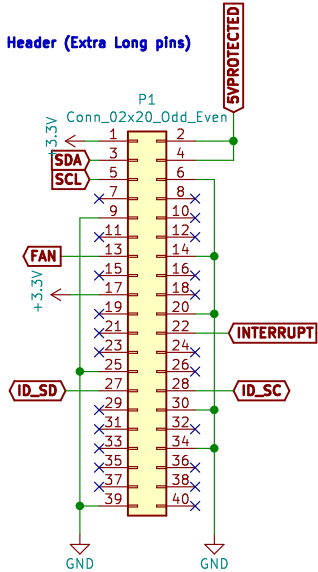 5VPROTECTED
Header (Extra Long pins)
P1
Conn_02x20_Odd_Even
+3.3V
1 2
SDA 3 4
SCL 5 6
7 8
9 10
11 12
FAN 13 14
15 16
+3.3V 17 18
19 20
21 22 INTERRUPT
23 24
25 26
ID_SD 27 28 ID_SC
29 30
31 32
33 34
35 36
37 38
39 40
GND GND